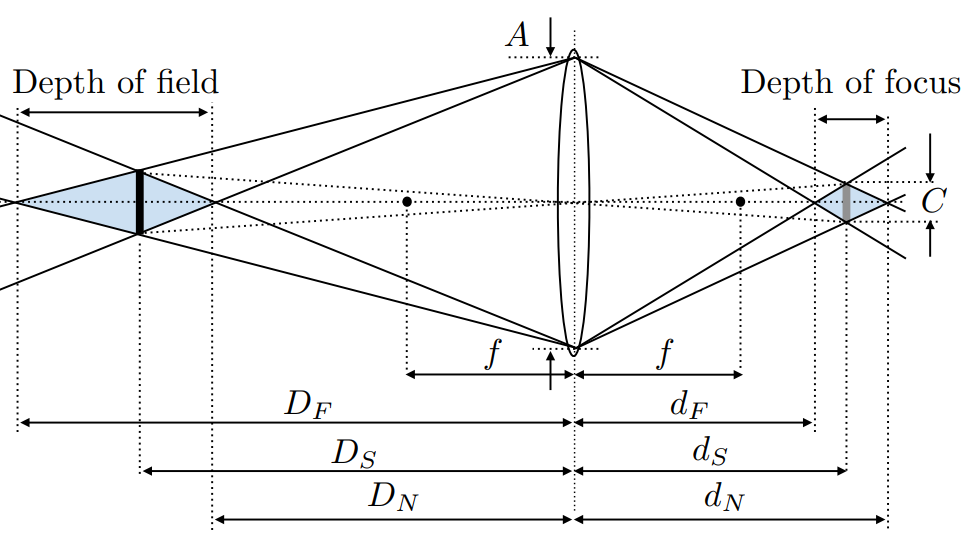 A
Depth of field
Depth of focus
C
f
f
D_F
d_F
D_S
d_S
D_N
d_N